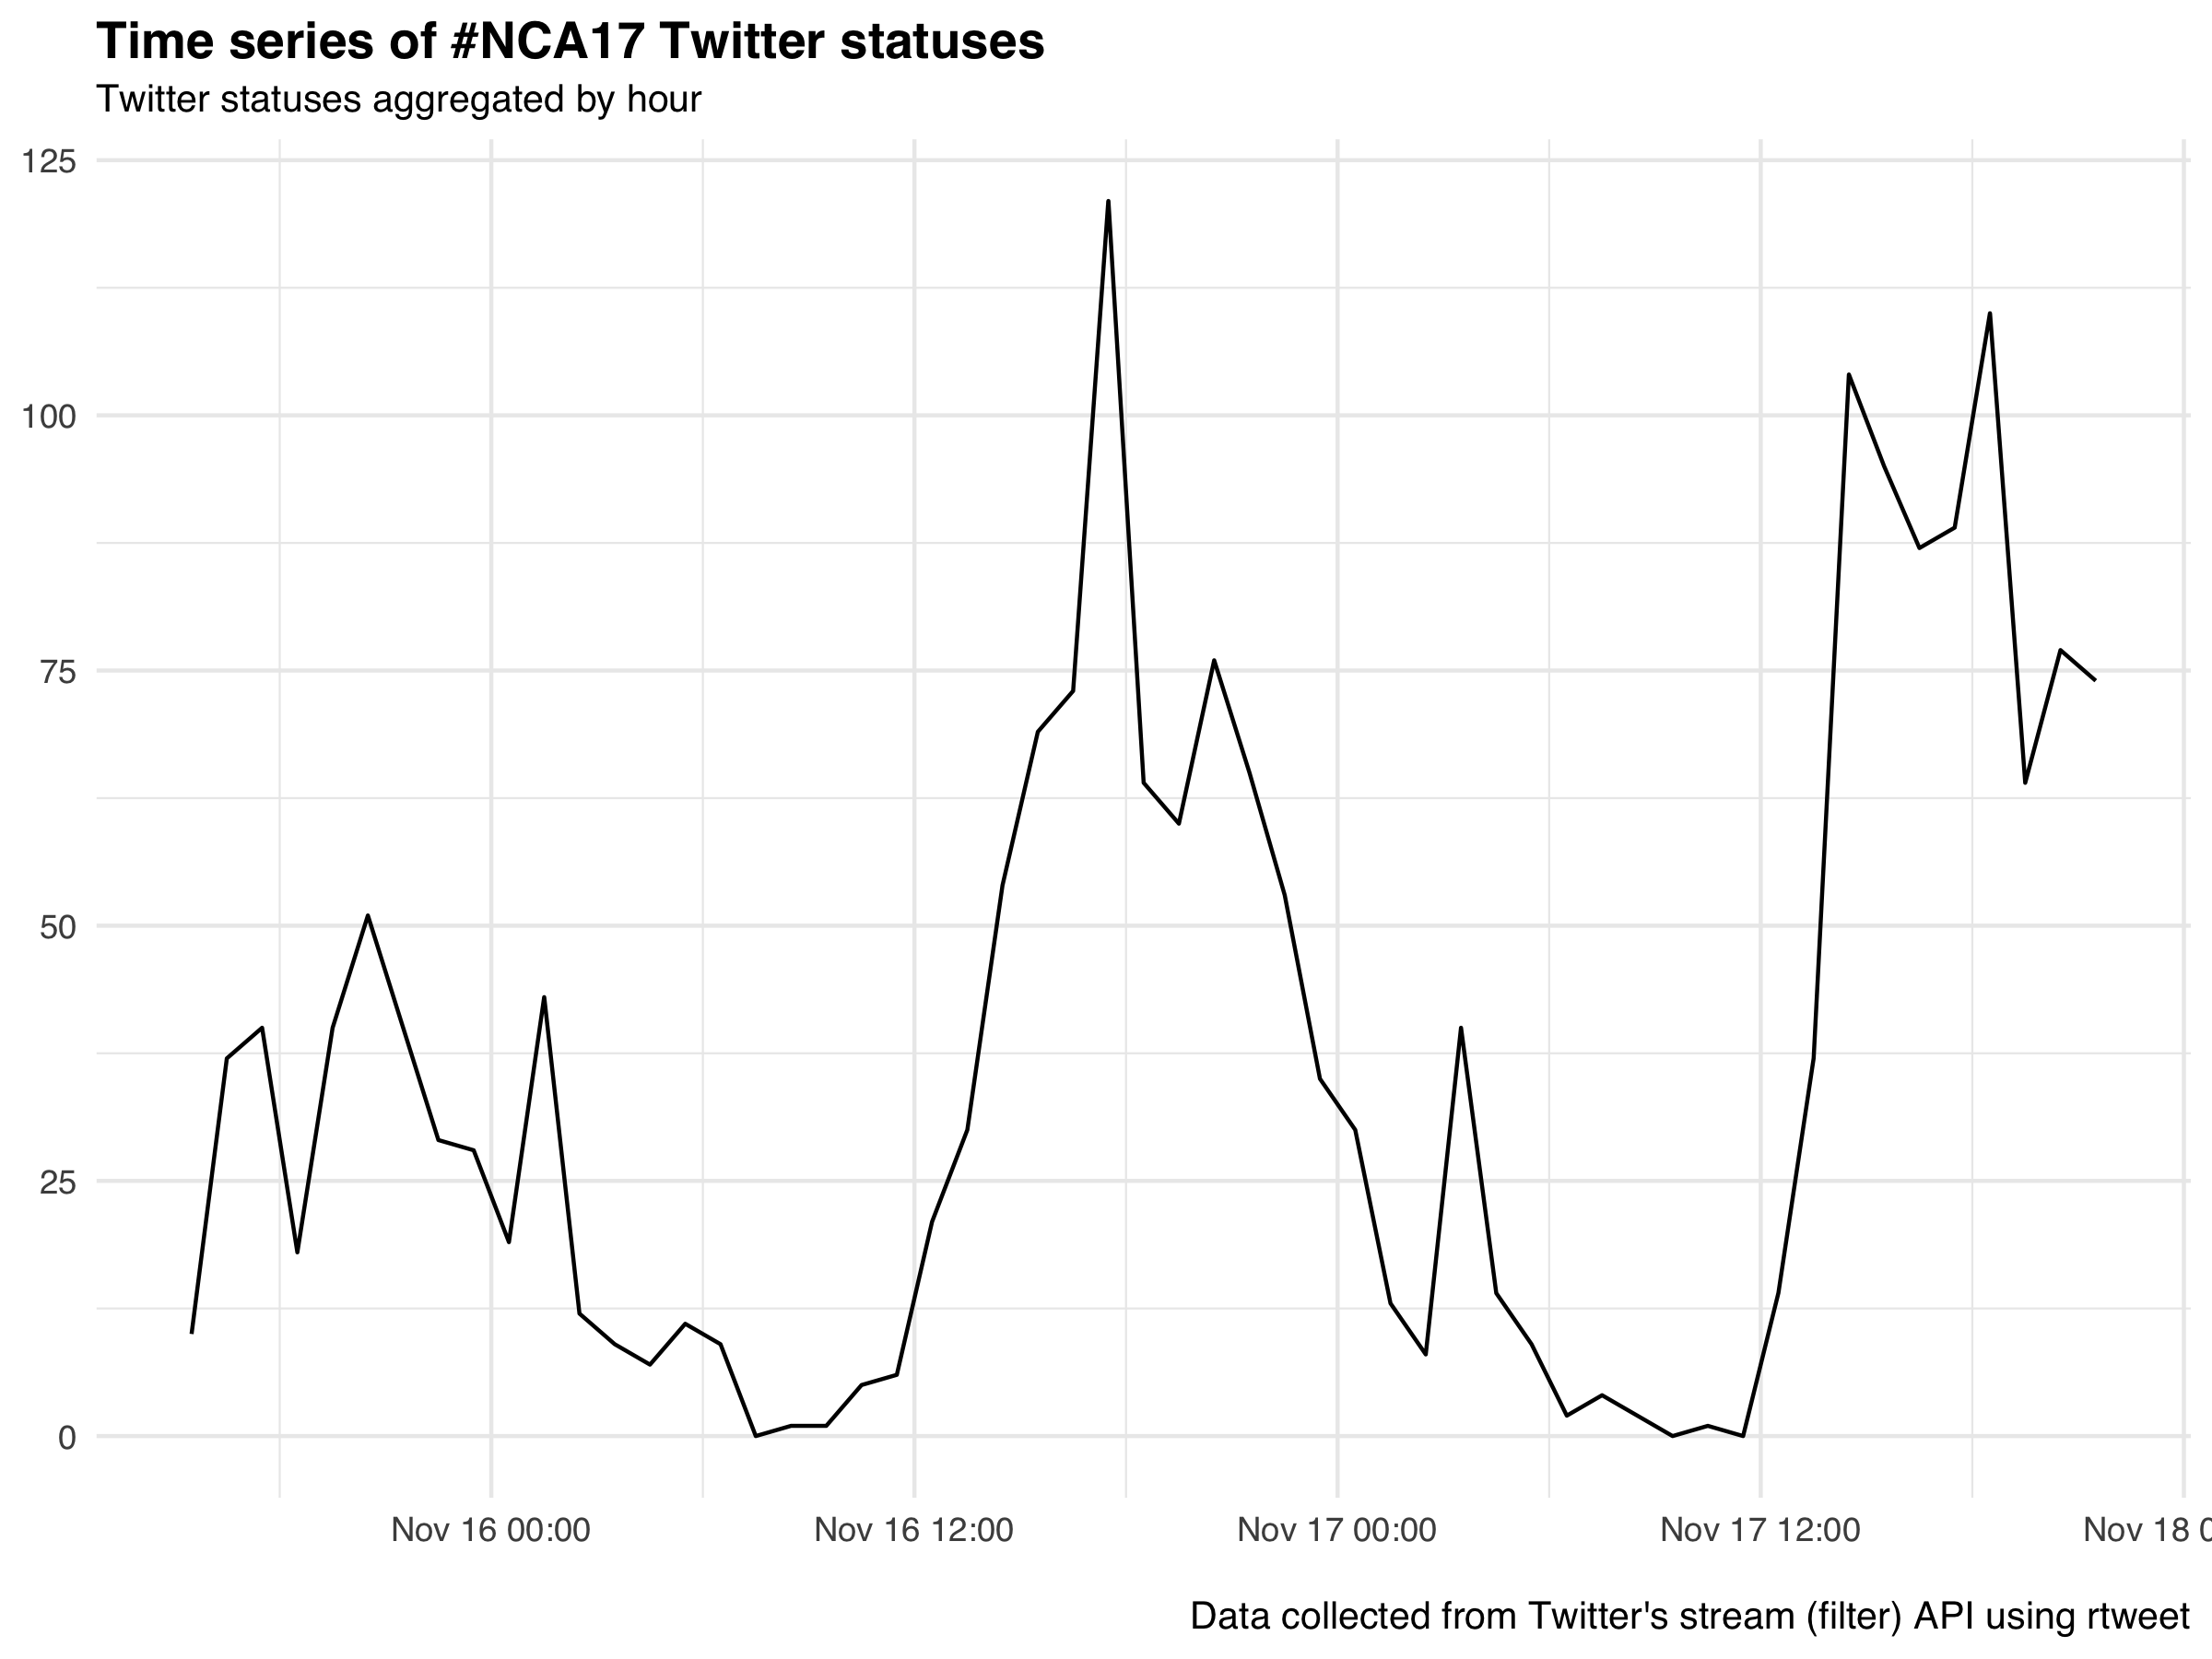 Time series of #NCA17 Twitter statuses
Twitter statuses aggregated by hour
125
100
75
50
25
0
Nov 16 00:00 Nov 16 12:00 Nov 17 00:00 Nov 17 12:00 Nov 18 0
Data collected from Twitter's stream (filter) API using rtweet